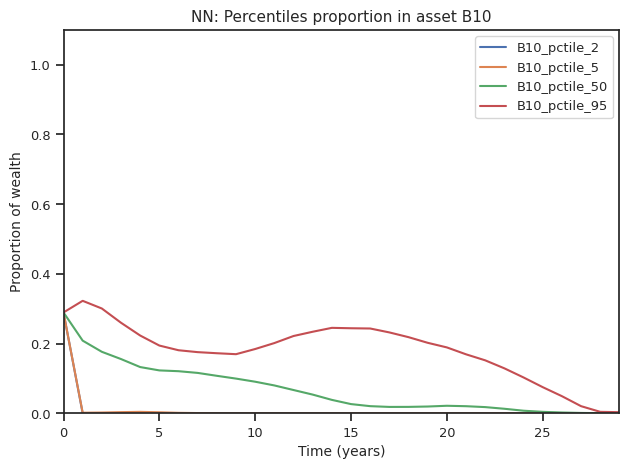 NN: Percentiles proportion in asset B10
B10_pctile_2
B10_pctile_5
B10_pctile_50
B10_pctile_95
Proportion of wealth
1.0
0.8
0.6
0.4
0.2
0.0
0 5 10 15 20 25
Time (years)